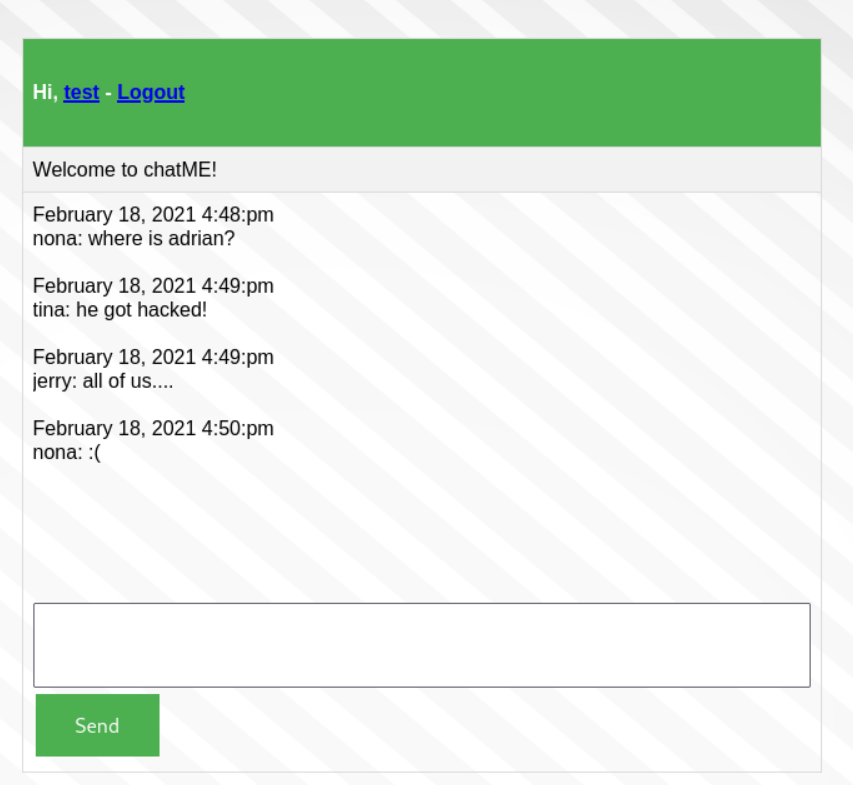 Hi, test - Logout
Welcome to chatME!
February 18, 2021 4:48:pm
nona: where is adrian?
February 18, 2021 4:49:pm
tina: he got hacked!
February 18, 2021 4:49:pm
jerry: all of us....
February 18, 2021 4:50:pm
nona: :(
Send